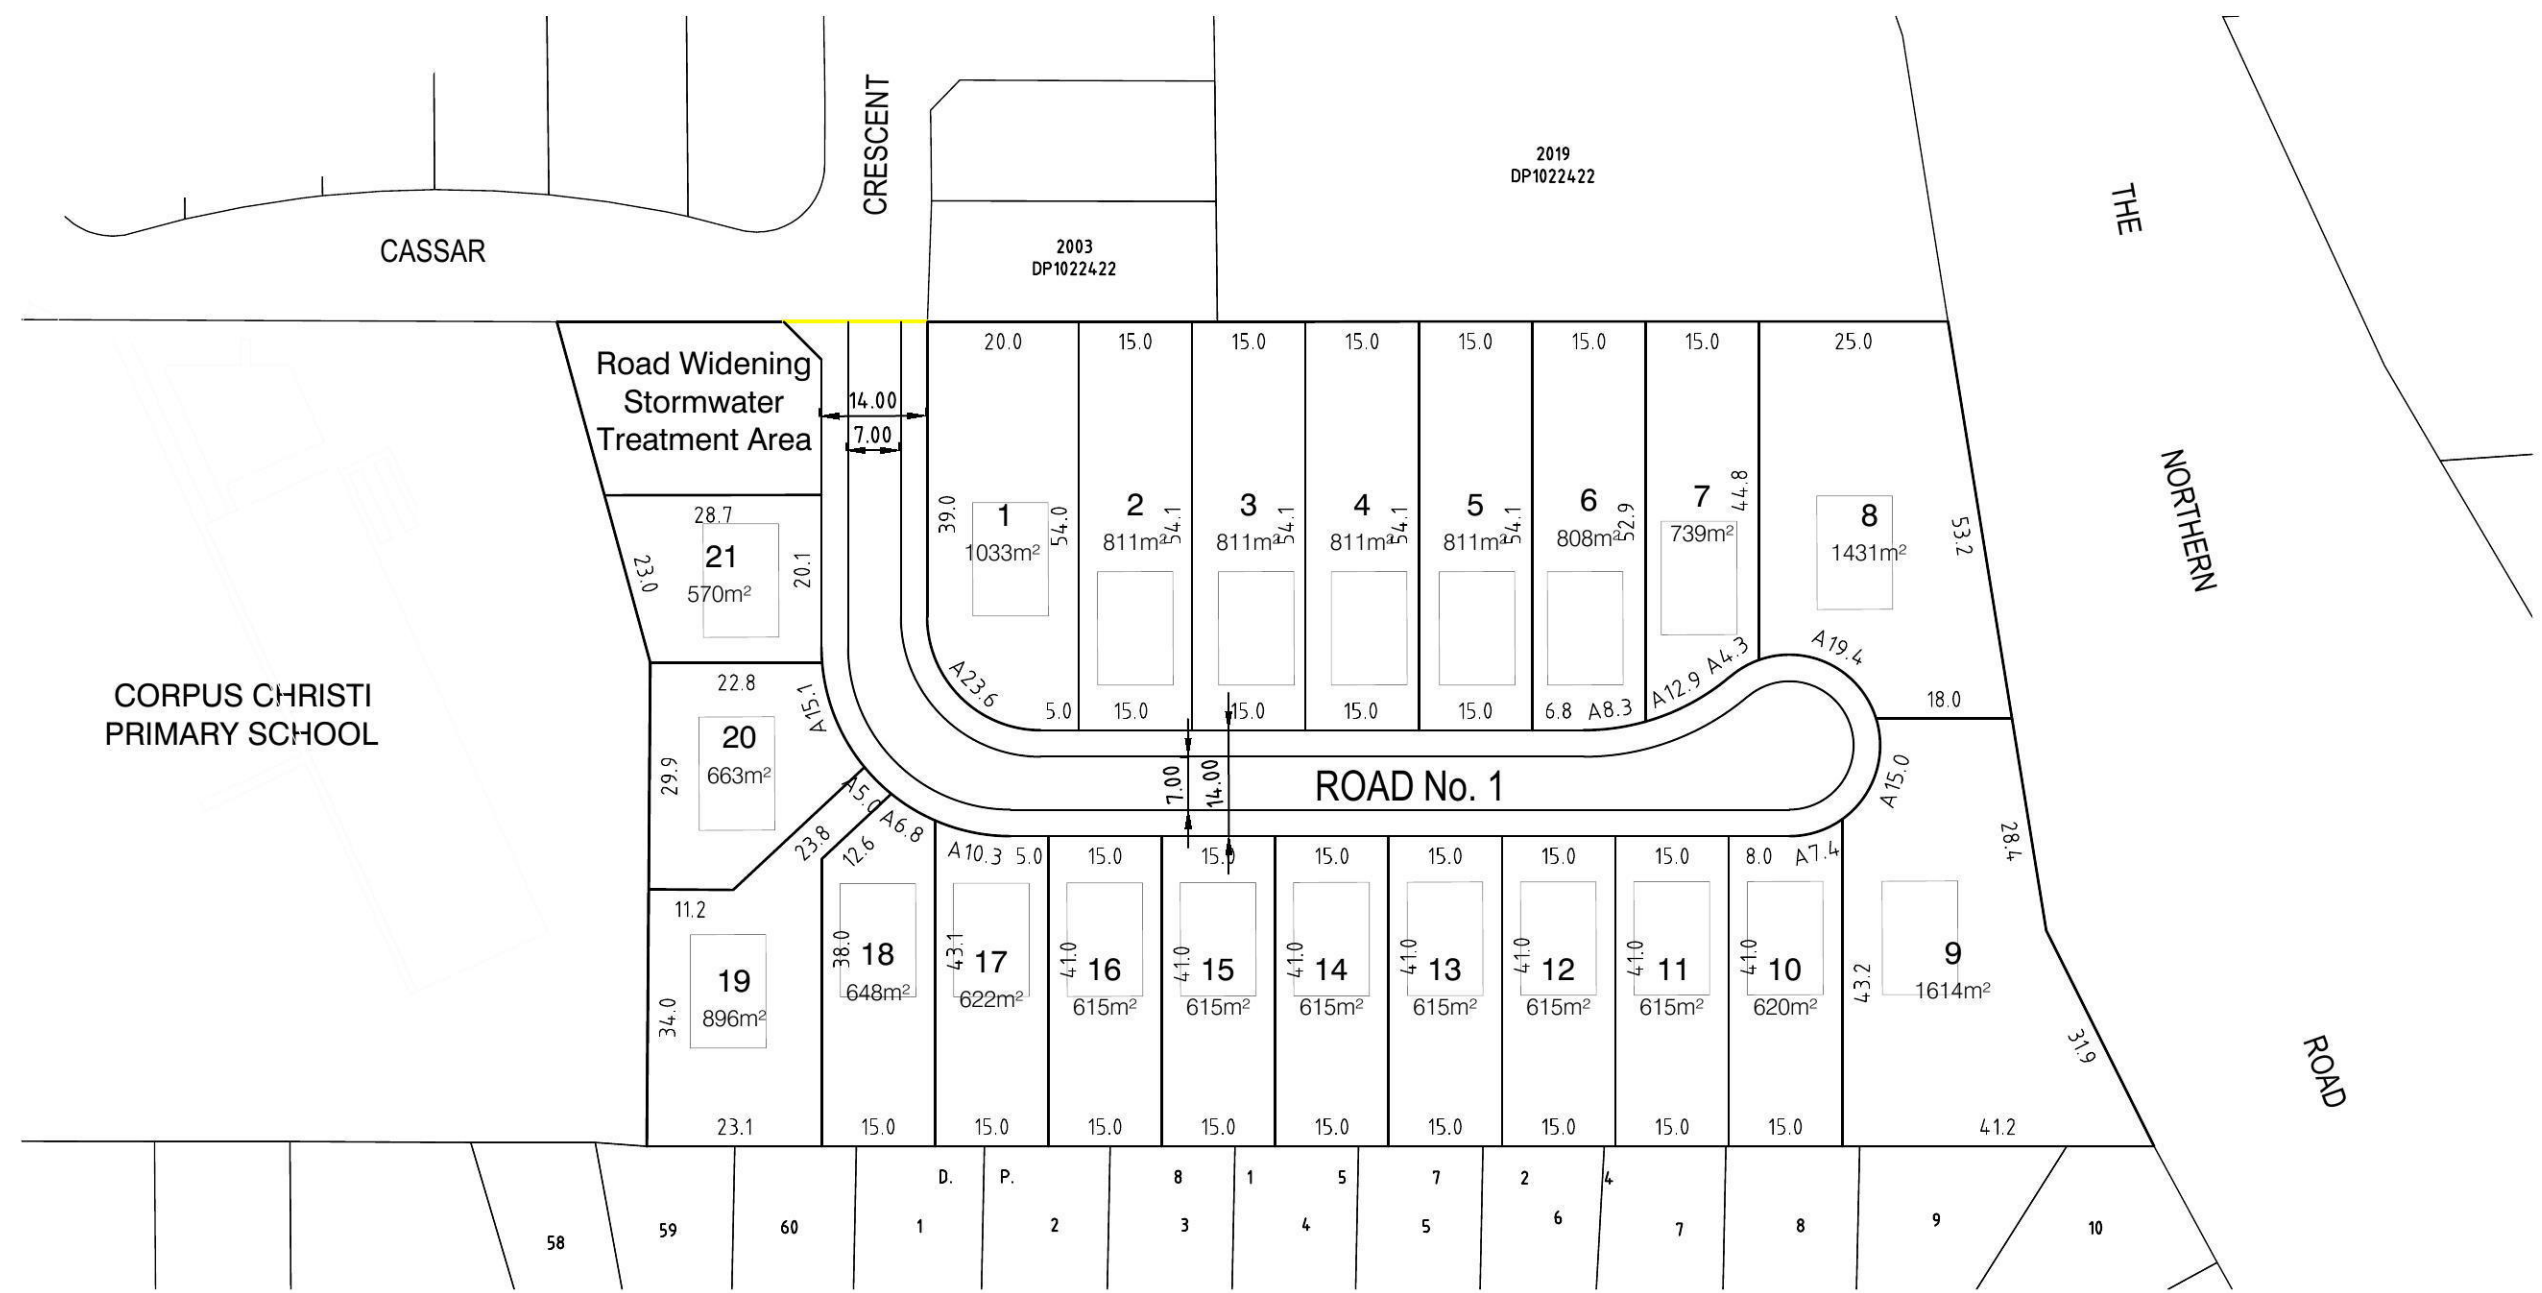 CRESCENT
2019
DP1022422
THE
CASSAR
2003
DP1022422
Road Widening
Stormwater
Treatment Area
14.00
7.00
20.0
15.0
15.0
15.0
15.0
15.0
15.0
25.0
39.0
1
1033m²
54.0
2
811m²
54.1
3
811m²
54.1
4
811m²
54.1
5
811m²
54.1
6
808m²
52.9
7
739m²
44.8
8
1431m²
53.2
NORTHERN
28.7
21
570m²
23.0
20.1
A23.6
5.0
15.0
15.0
15.0
15.0
6.8
A8.3
A12.9
A4.3
A19.4
18.0
CORPUS CHRISTI
PRIMARY SCHOOL
22.8
A15.1
20
663m²
29.9
7.00
14.00
ROAD No. 1
A15.0
28.4
A5.0
A6.8
23.8
12.6
A10.3
5.0
15.0
15.0
15.0
15.0
15.0
15.0
8.0
A7.4
11.2
19
896m²
34.0
23.1
38.0
18
648m²
15.0
43.1
17
622m²
15.0
41.0
16
615m²
15.0
41.0
15
615m²
15.0
41.0
14
615m²
15.0
41.0
13
615m²
15.0
41.0
12
615m²
15.0
41.0
11
615m²
15.0
41.0
10
620m²
15.0
43.2
9
1614m²
41.2
31.9
ROAD
D. P. 8 1 5 7 2 4
58 59 60 1 2 3 4 5 6 7 8 9 10